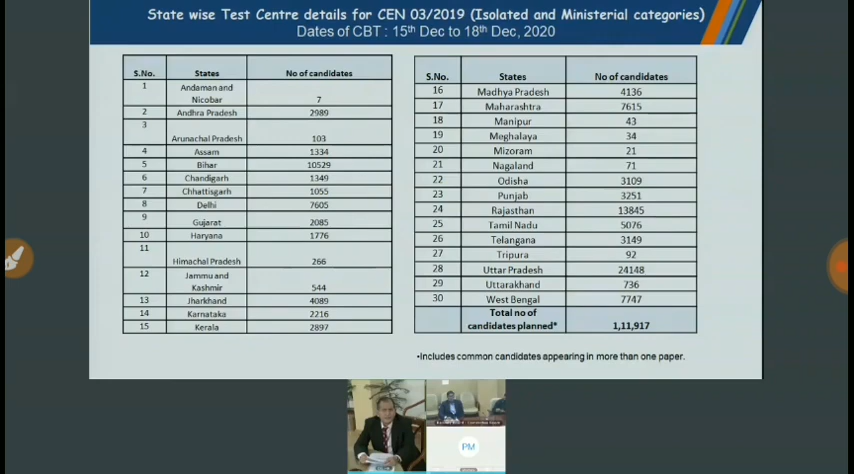 State wise Test Centre details for CEN 03/2019 (Isolated and Ministerial categories)
Dates of CBT : 15th Dec to 18th Dec, 2020
S.No. States No of candidates
1 Andaman and Nicobar 7
2 Andhra Pradesh 2989
3 Arunachal Pradesh 103
4 Assam 1334
5 Bihar 10529
6 Chandigarh 1349
7 Chhattisgarh 1055
8 Delhi 7605
9 Gujarat 2085
10 Haryana 1776
11 Himachal Pradesh 266
12 Jammu and Kashmir 544
13 Jharkhand 4089
14 Karnataka 2216
15 Kerala 2897
S.No. States No of candidates
16 Madhya Pradesh 4136
17 Maharashtra 7615
18 Manipur 43
19 Meghalaya 34
20 Mizoram 21
21 Nagaland 71
22 Odisha 3109
23 Punjab 3251
24 Rajasthan 13845
25 Tamil Nadu 5076
26 Telangana 3149
27 Tripura 92
28 Uttar Pradesh 24148
29 Uttarakhand 736
30 West Bengal 7747
Total no of candidates planned* 1,11,917
•Includes common candidates appearing in more than one paper.
PM